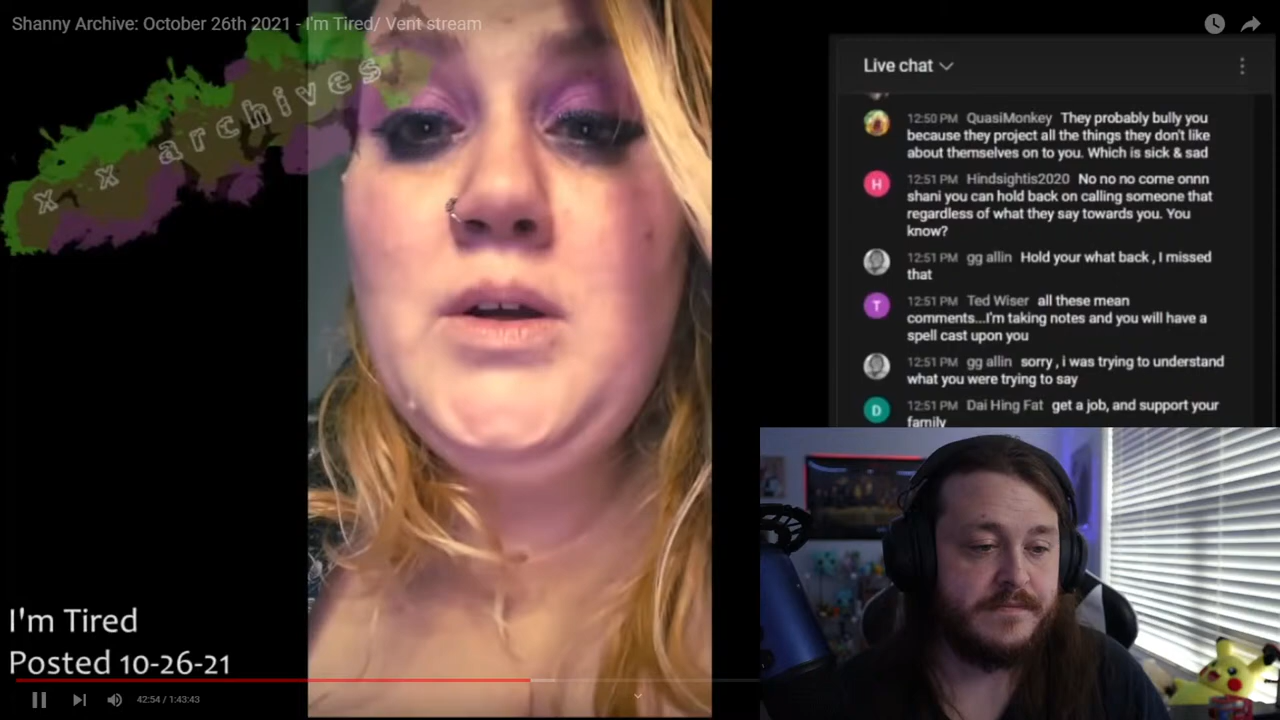 Shanny Archive: October 26th 2021 - I'm Tired/ Vent stream
x x archives
Live chat
12:50 PM QuasiMonkey They probably bully you
because they project all the things they don't like
about themselves on to you. Which is sick & sad
12:51 PM Hindsightis2020 No no no come onnn
shani you can hold back on calling someone that
regardless of what they say towards you. You
know?
12:51 PM gg allin Hold your what back , I missed
that
12:51 PM Ted Wiser all these mean
comments...I'm taking notes and you will have a
spell cast upon you
12:51 PM gg allin sorry , i was trying to understand
what you were trying to say
12:51 PM Dai Hing Fat get a job, and support your
family
H
T
D
I'm Tired
Posted 10-26-21
42:54 / 1:43:43